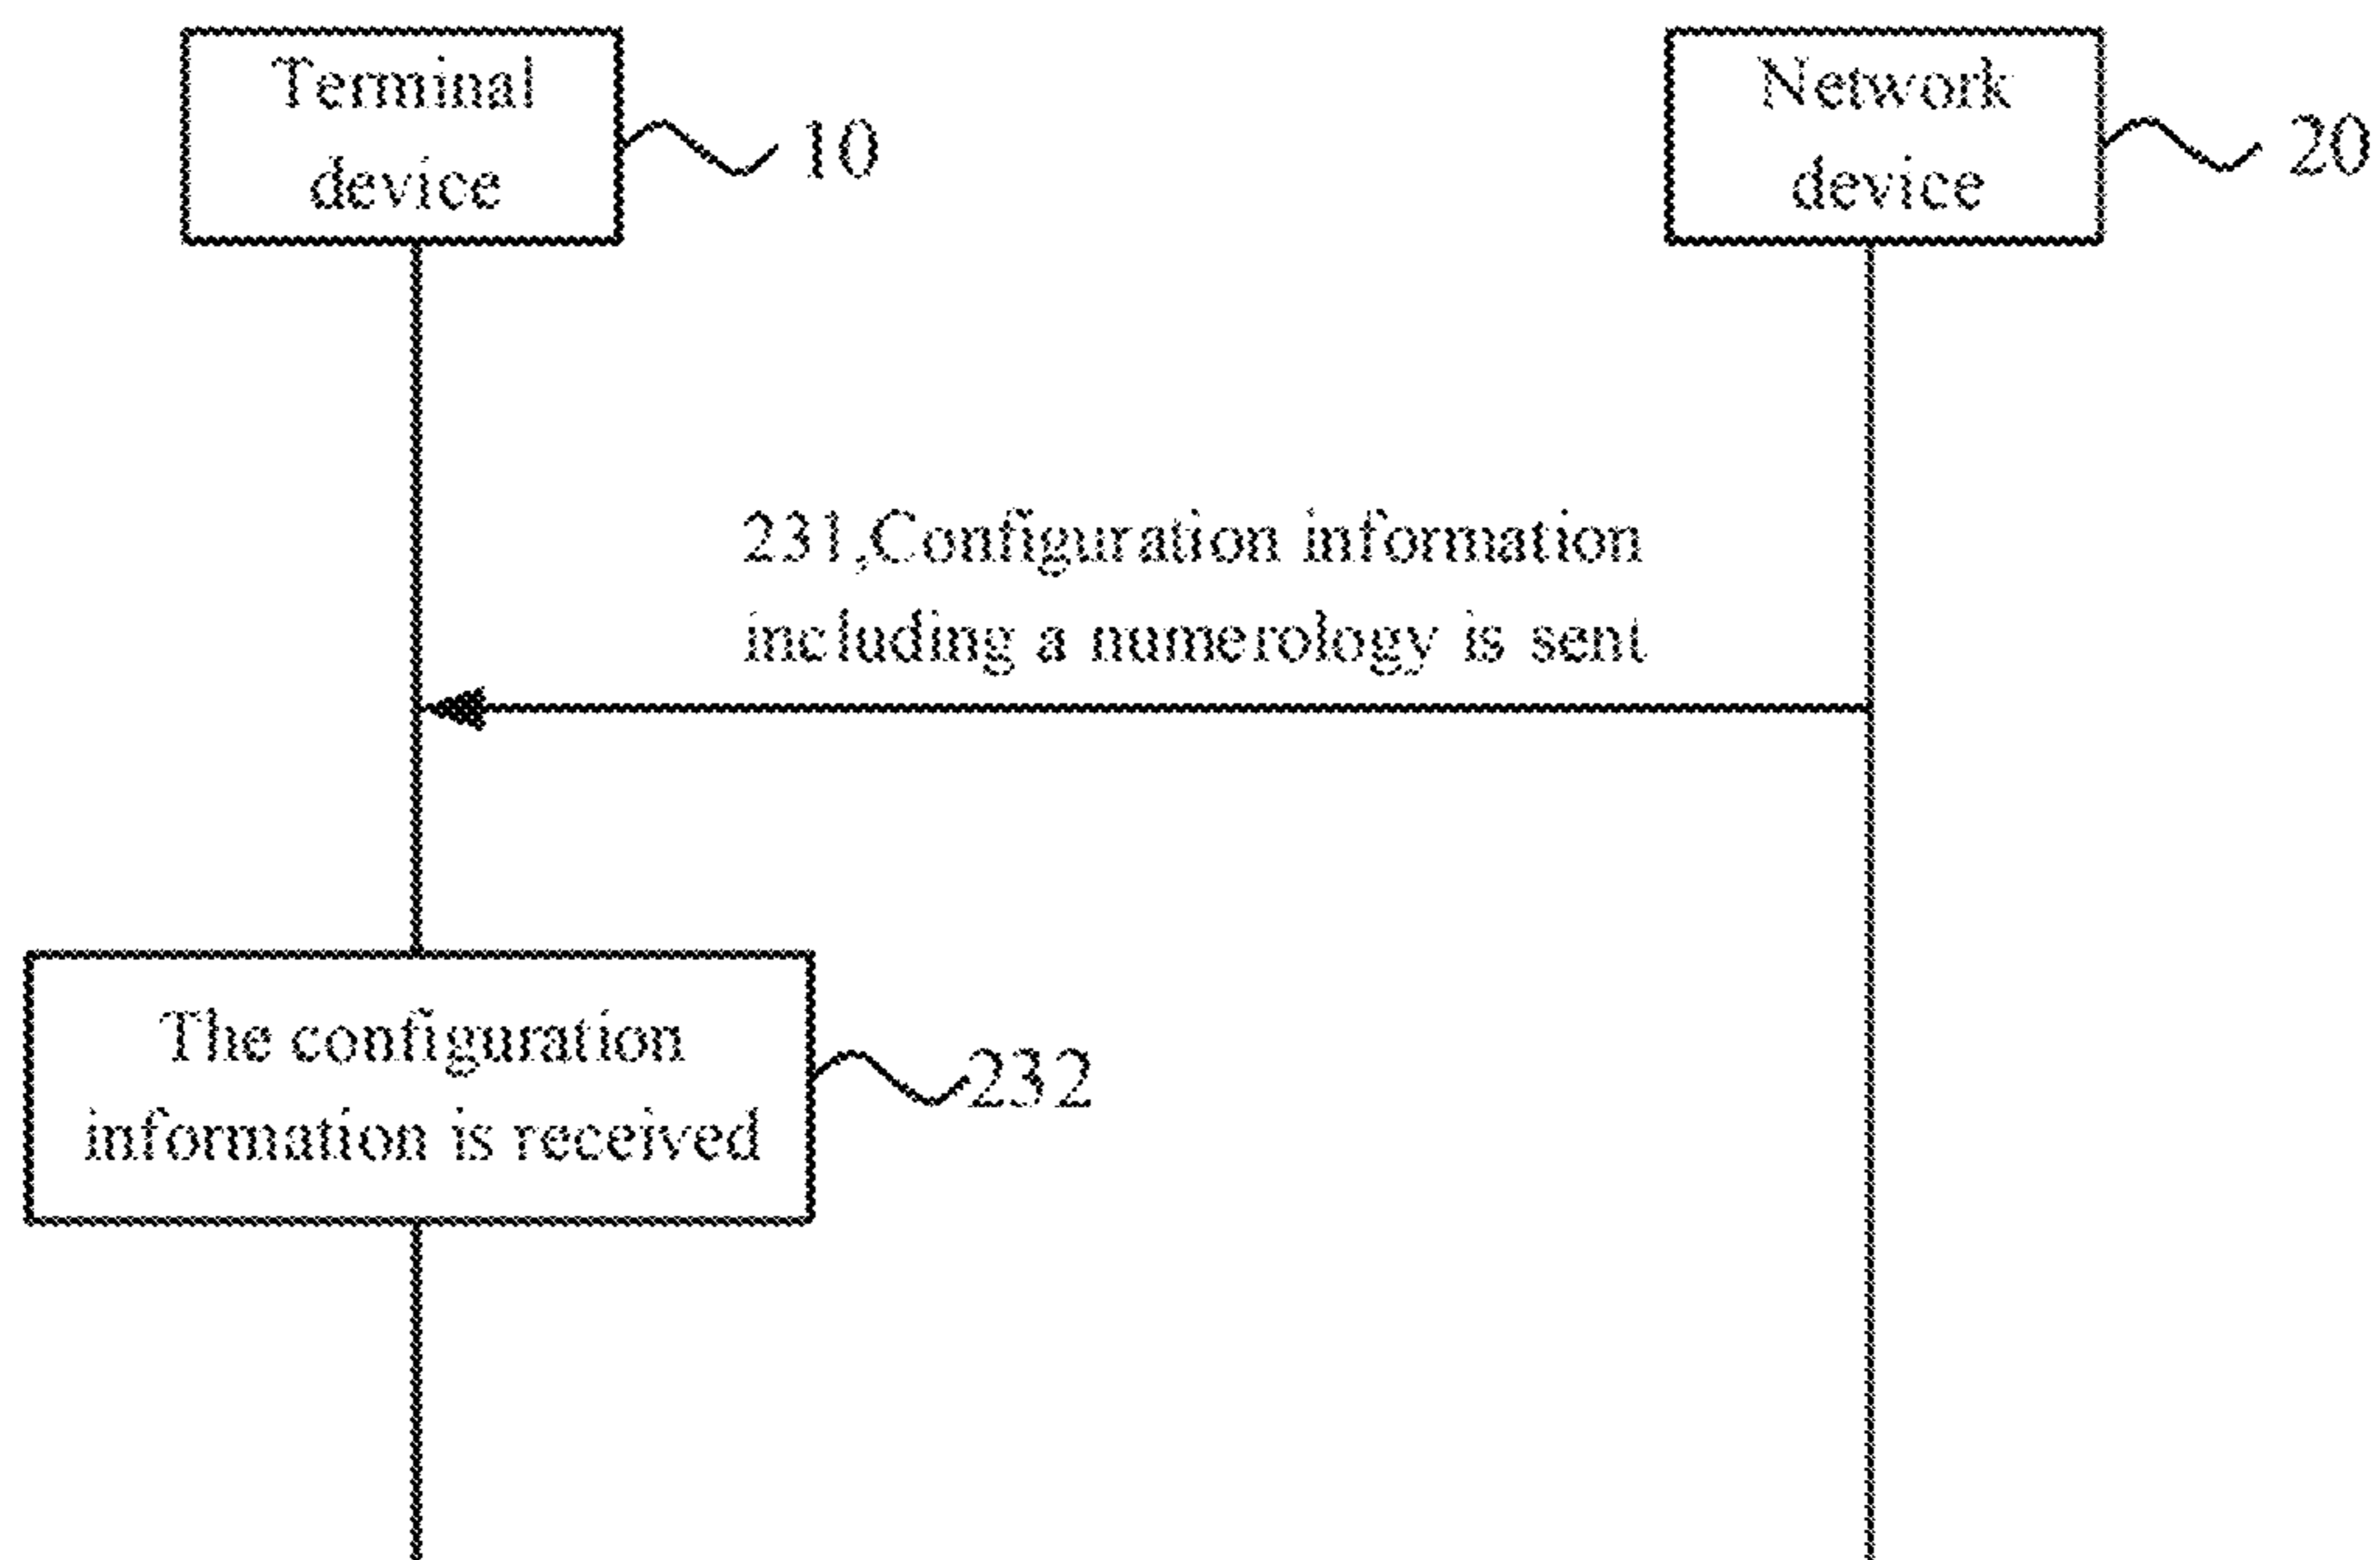 Terminal
device
10
Network
device
20
231,Configuration information
including a numerology is sent
The configuration
information is received
232